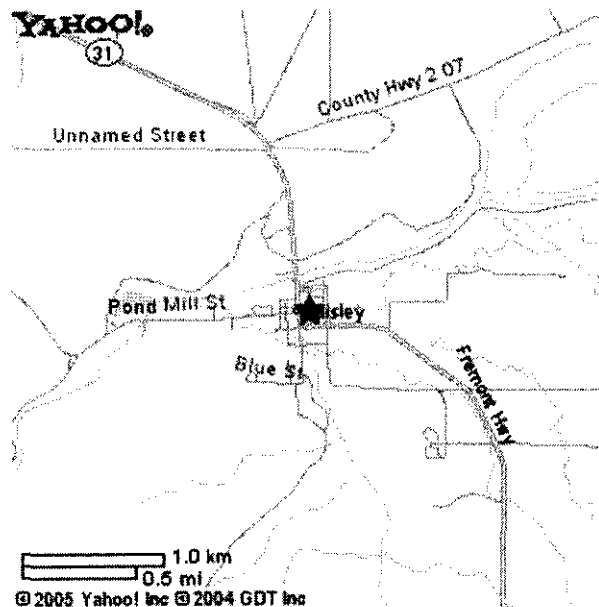 YAHOO!®
31
County Hwy 2 07
Unnamed Street
Pond Mill St
Blue St
Fremont Hwy
1.0 km
0.5 mi
© 2005 Yahoo! Inc © 2004 GDT Inc